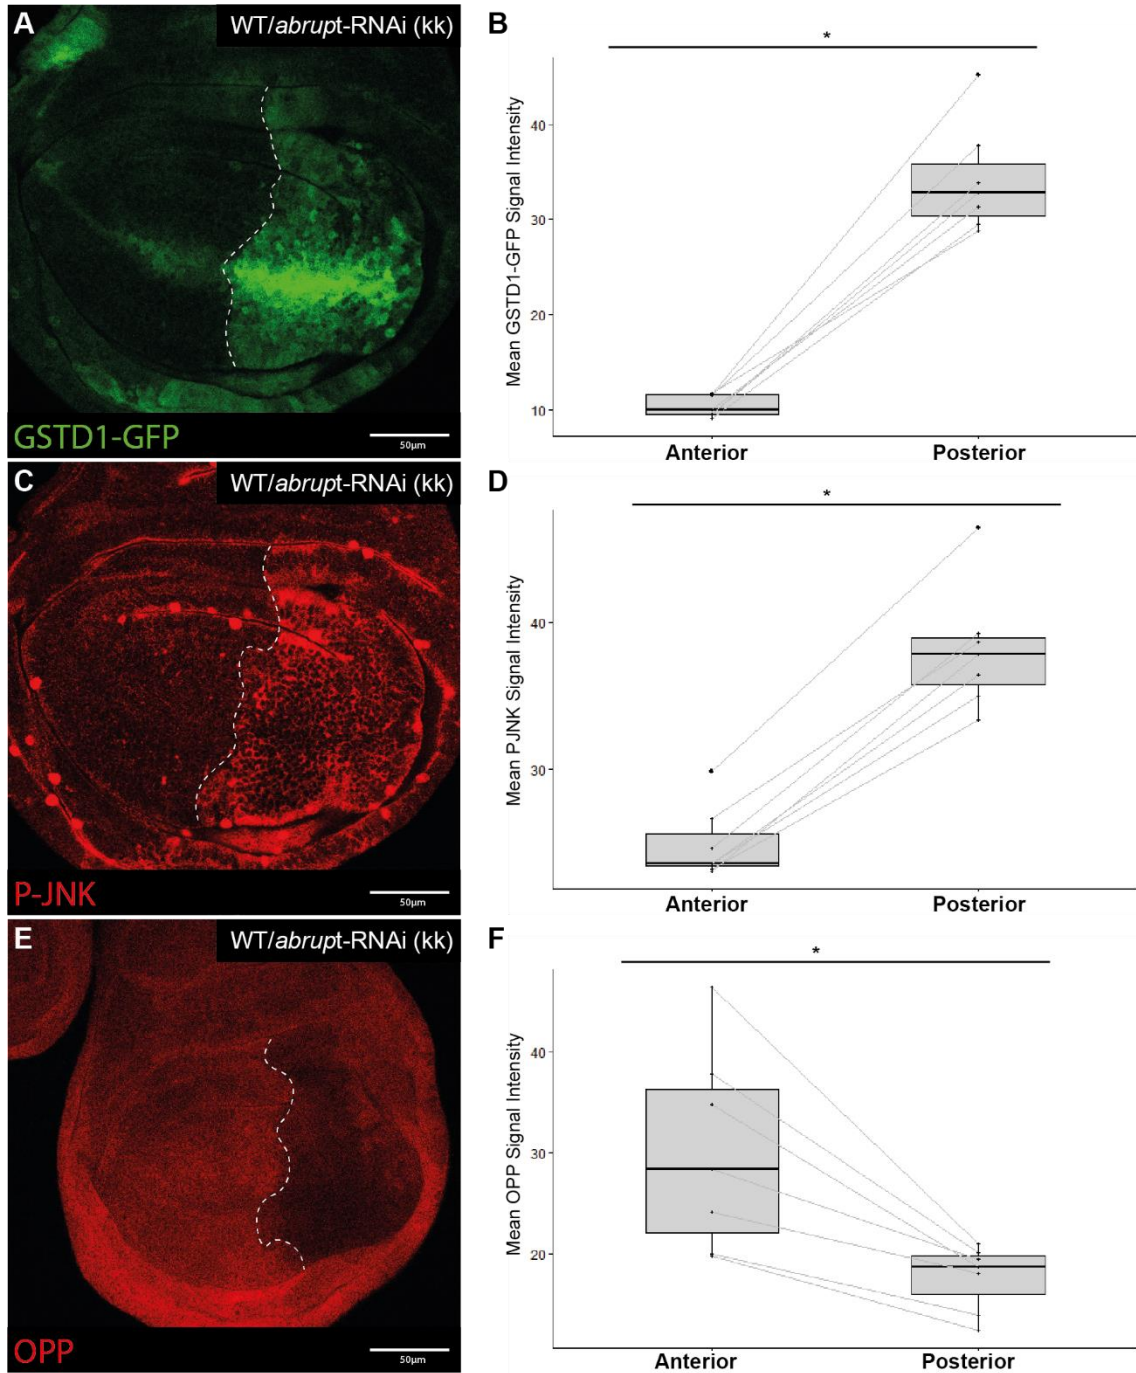 A
WT/abrupt-RNAi (kk)
GSTD1-GFP
50μm
B
*
Mean GSTD1-GFP Signal Intensity
40
30
20
10
Anterior Posterior
C
WT/abrupt-RNAi (kk)
P-JNK
50μm
D
*
Mean PJNK Signal Intensity
40
30
Anterior Posterior
E
WT/abrupt-RNAi (kk)
OPP
50μm
F
*
Mean OPP Signal Intensity
40
30
20
Anterior Posterior